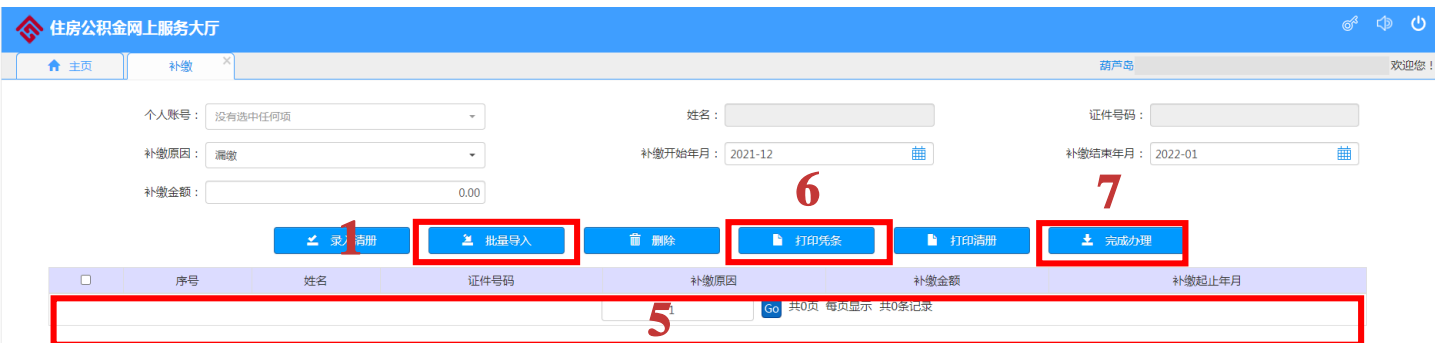 住房公积金网上服务大厅
主页 补缴 葫芦岛 欢迎您！
个人账号： 没有选中任何项 姓名： 证件号码：
补缴原因： 漏缴 补缴开始年月： 2021-12 补缴结束年月： 2022-01
补缴金额： 0.00
6 7
1 录入清册 批量导入 删除 打印凭条 打印清册 完成办理
序号 姓名 证件号码 补缴原因 补缴金额 补缴起止年月
1 Go 共0页 每页显示 共0条记录
5